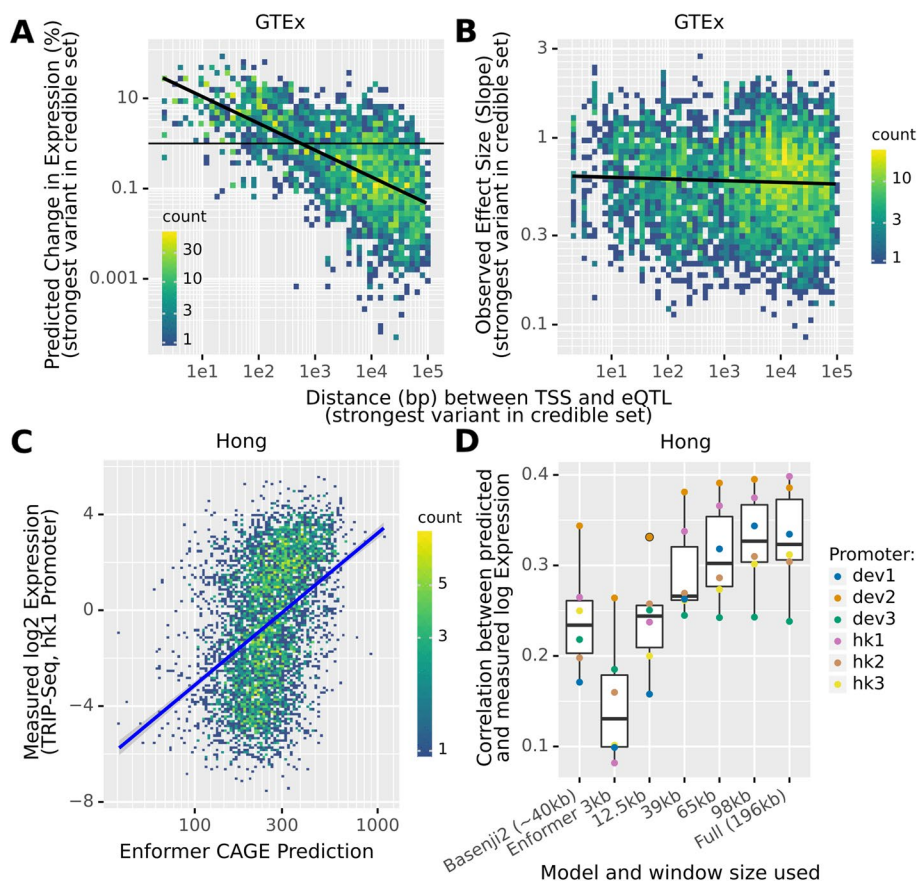 A
GTEx
Predicted Change in Expression (%)
(strongest variant in credible set)
10
0.1
0.001
count
30
10
3
1
1e1
1e2
1e3
1e4
1e5
B
GTEx
Observed Effect Size (Slope)
(strongest variant in credible set)
3
1
0.3
0.1
1e1
1e2
1e3
1e4
1e5
count
10
3
1
Distance (bp) between TSS and eQTL
(strongest variant in credible set)
C
Hong
Measured log2 Expression
(TRIP-Seq, hk1 Promoter)
4
0
−4
−8
100
300
1000
Enformer CAGE Prediction
count
5
3
1
D
Hong
Correlation between predicted
and measured log Expression
0.4
0.3
0.2
0.1
Basenji2 (~40kb)
Enformer 3kb
12.5kb
39kb
65kb
98kb
Full (196kb)
Model and window size used
Promoter:
dev1
dev2
dev3
hk1
hk2
hk3